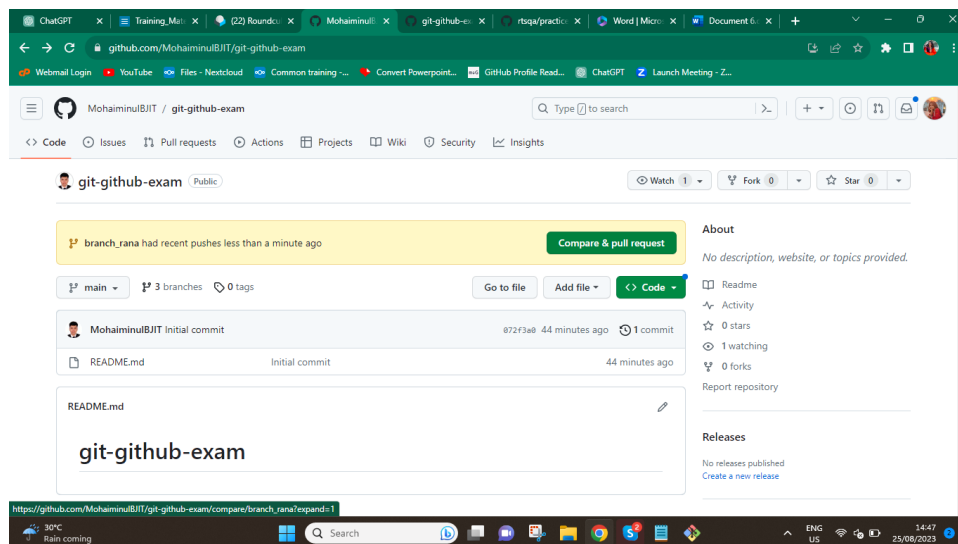 ChatGPT
Training_Mate
(22) Roundcu
MohaiminulB
git-github-ex
rtsqa/practice
Word | Micros
Document 6.
github.com/MohaiminulBJIT/git-github-exam
Webmail Login
YouTube
Files - Nextcloud
Common training -...
Convert Powerpoint...
GitHub Profile Read...
ChatGPT
Launch Meeting - Z...
MohaiminulBJIT / git-github-exam
Type / to search
<> Code
Issues
Pull requests
Actions
Projects
Wiki
Security
Insights
git-github-exam Public
Watch 1
Fork 0
Star 0
branch_rana had recent pushes less than a minute ago
Compare & pull request
main
3 branches
0 tags
Go to file
Add file
<> Code
MohaiminulBJIT Initial commit
072f3a0 44 minutes ago
1 commit
README.md
Initial commit
44 minutes ago
README.md
git-github-exam
About
No description, website, or topics provided.
Readme
Activity
0 stars
1 watching
0 forks
Report repository
Releases
No releases published
Create a new release
https://github.com/MohaiminulBJIT/git-github-exam/compare/branch_rana?expand=1
30°C
Rain coming
Search
ENG
US
14:47
25/08/2023
2